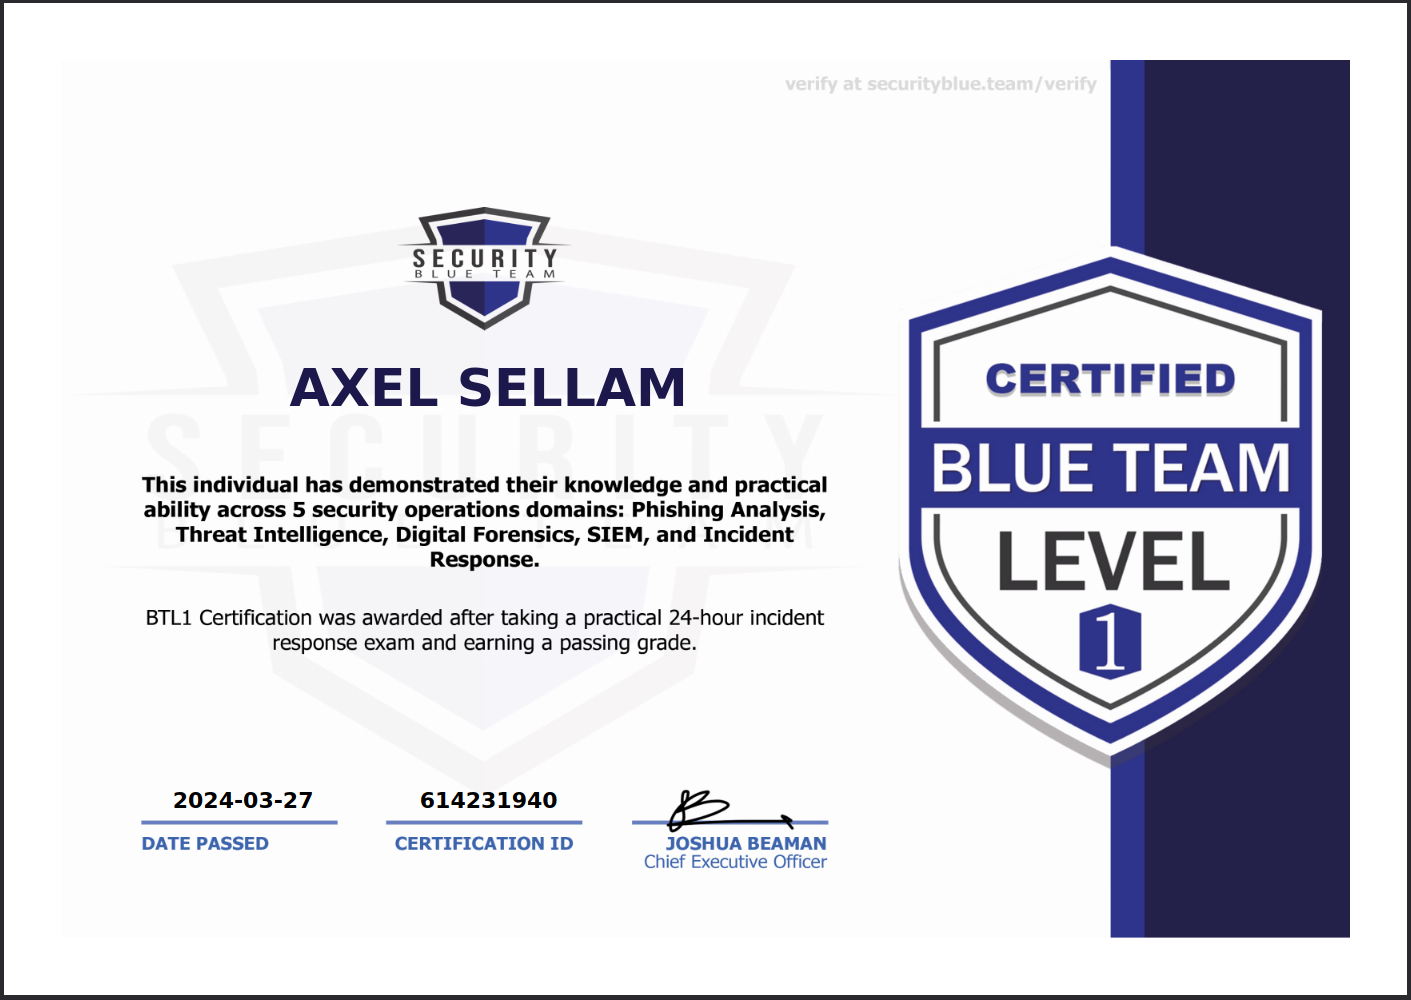 verify at securityblue.team/verify
SECURITY
BLUE TEAM
AXEL SELLAM
This individual has demonstrated their knowledge and practical
ability across 5 security operations domains: Phishing Analysis,
Threat Intelligence, Digital Forensics, SIEM, and Incident
Response.
BTL1 Certification was awarded after taking a practical 24-hour incident
response exam and earning a passing grade.
2024-03-27
DATE PASSED
614231940
CERTIFICATION ID
JOSHUA BEAMAN
Chief Executive Officer
CERTIFIED
BLUE TEAM
LEVEL
1
SECURITY
BLUE TEAM